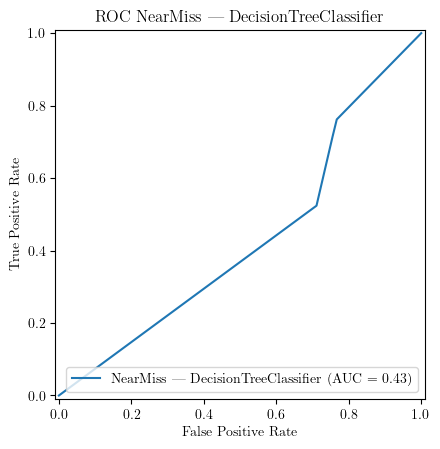 ROC NearMiss — DecisionTreeClassifier
1.0
0.8
0.6
0.4
0.2
0.0
True Positive Rate
NearMiss — DecisionTreeClassifier (AUC = 0.43)
0.0 0.2 0.4 0.6 0.8 1.0
False Positive Rate